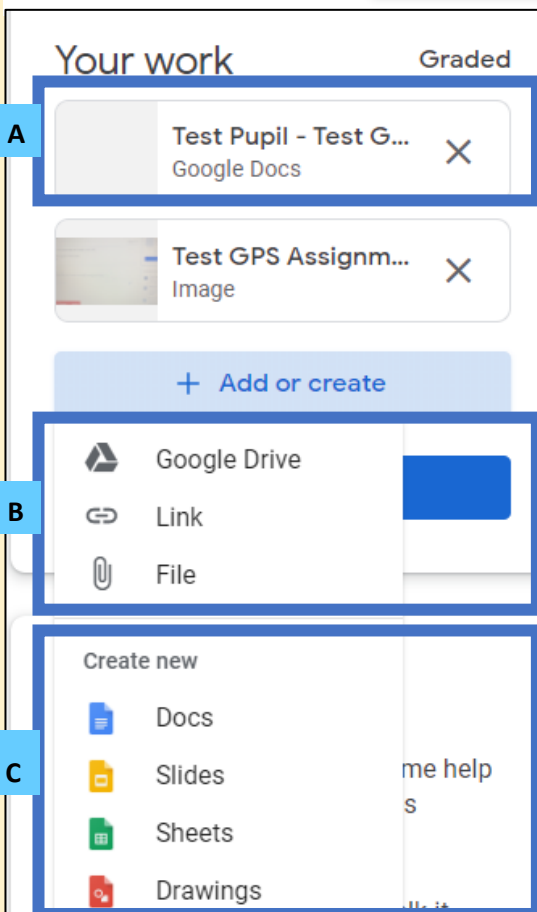 Your work Graded
A
Test Pupil - Test G...
Google Docs
Test GPS Assignm...
Image
+ Add or create
B
Google Drive
Link
File
C
Create new
Docs
Slides
me help
s
Sheets
Drawings